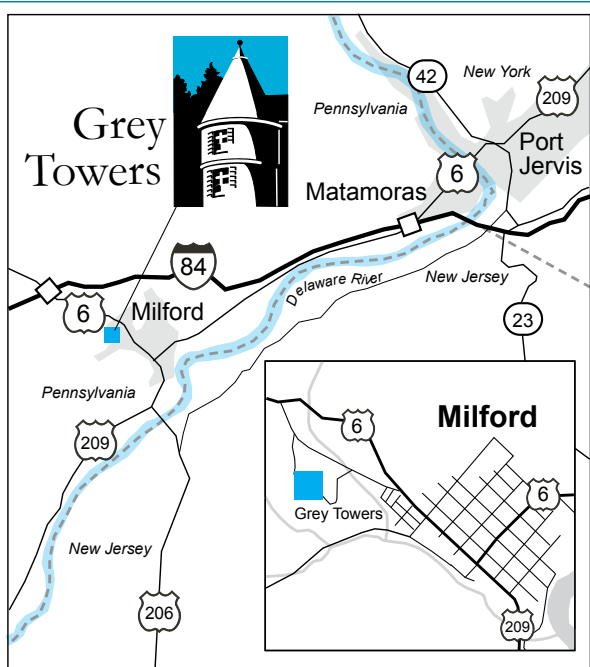 42
New York
209
Pennsylvania
Grey
Towers
Port
Jervis
6
Matamoras
84
Delaware River
New Jersey
6
Milford
23
Pennsylvania
209
New Jersey
206
6
Milford
6
Grey Towers
209